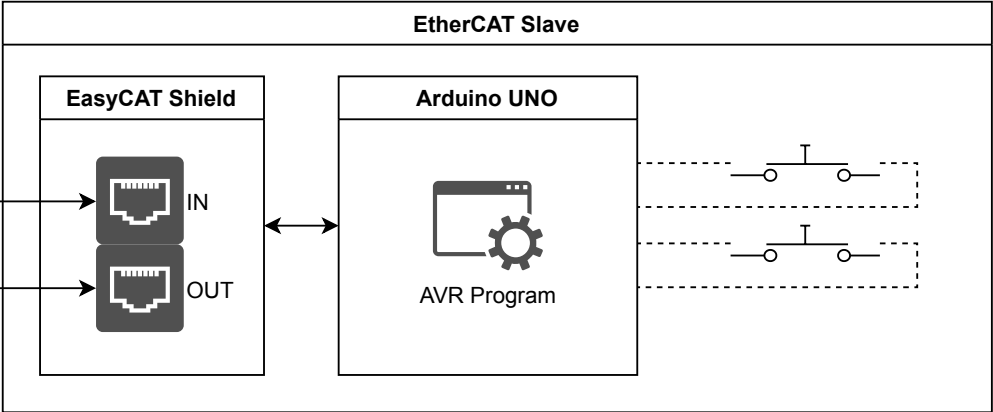 EtherCAT Slave
EasyCAT Shield
Arduino UNO
IN
OUT
AVR Program